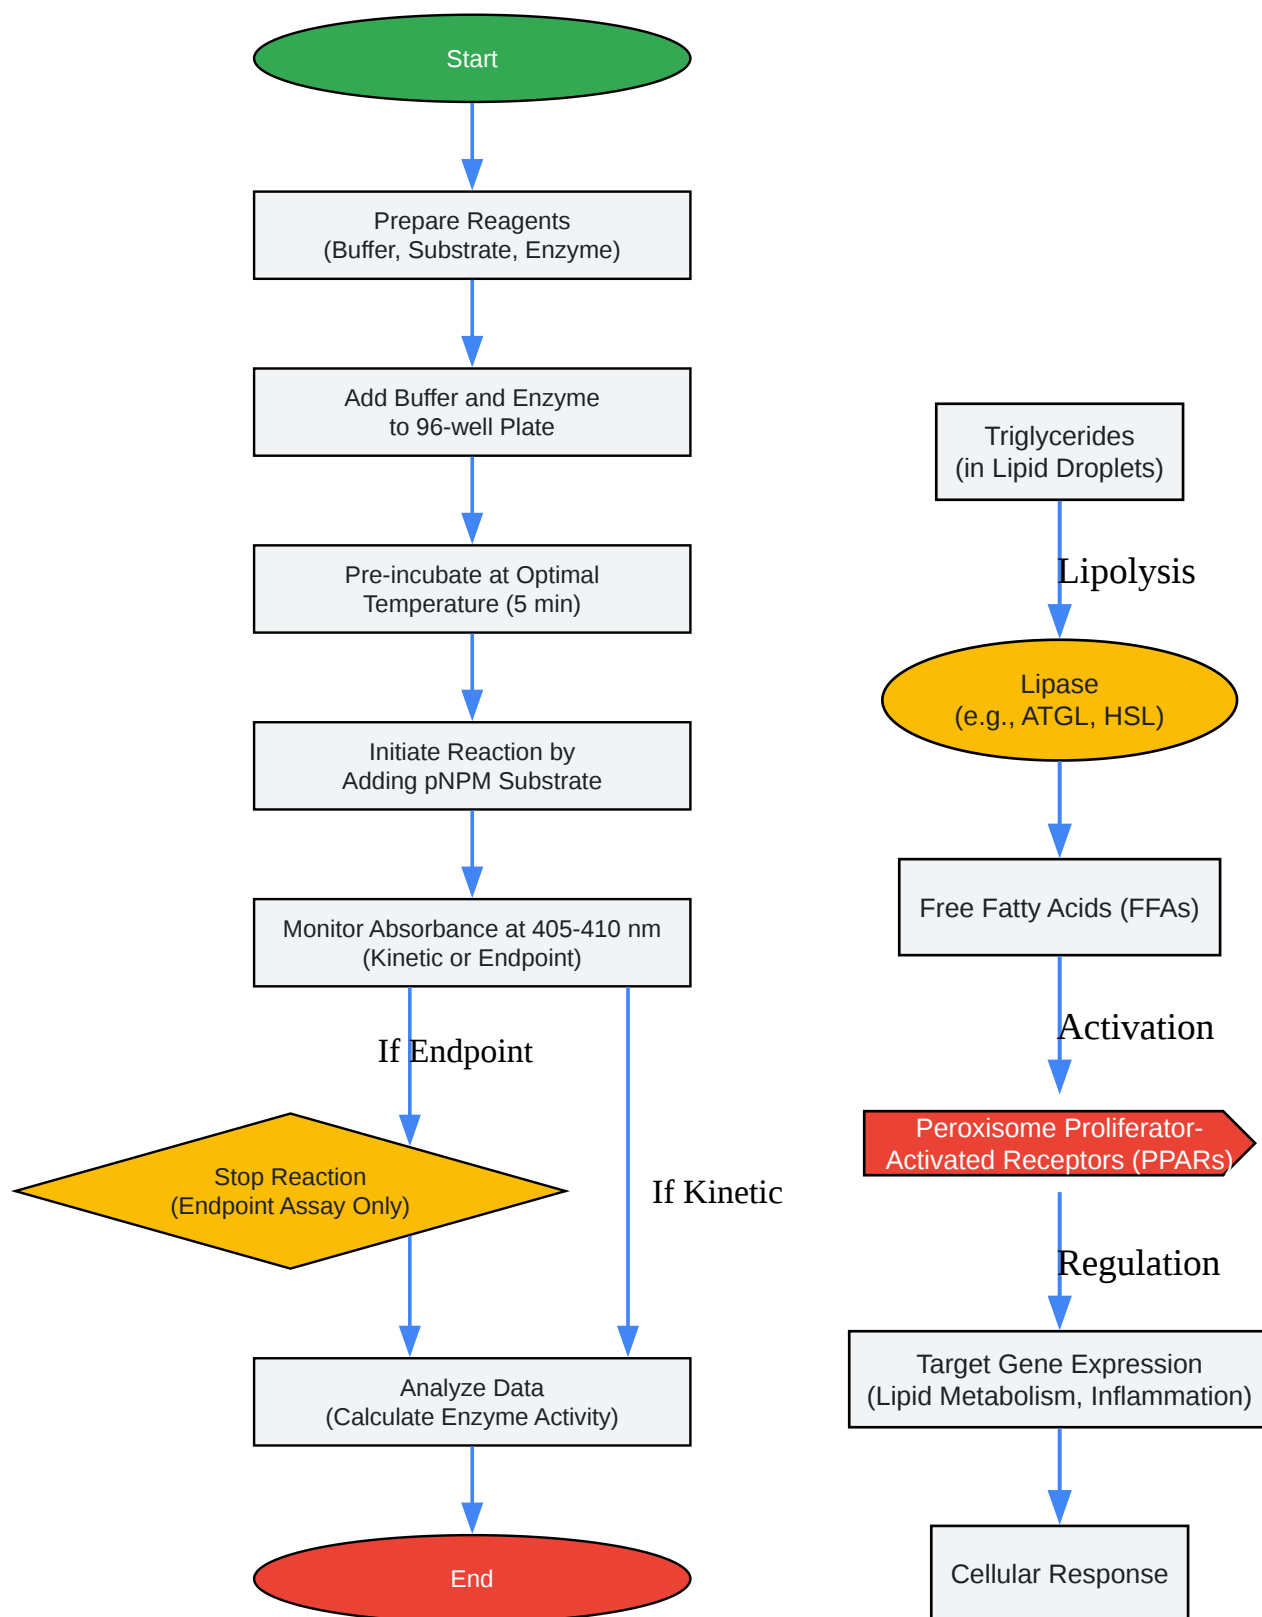 Start
Prepare Reagents
(Buffer, Substrate, Enzyme)
Add Buffer and Enzyme
to 96-well Plate
Pre-incubate at Optimal
Temperature (5 min)
Initiate Reaction by
Adding pNPM Substrate
Monitor Absorbance at 405-410 nm
(Kinetic or Endpoint)
If Endpoint
Stop Reaction
(Endpoint Assay Only)
If Kinetic
Analyze Data
(Calculate Enzyme Activity)
End
Triglycerides
(in Lipid Droplets)
Lipolysis
Lipase
(e.g., ATGL, HSL)
Free Fatty Acids (FFAs)
Activation
Peroxisome Proliferator-
Activated Receptors (PPARs)
Regulation
Target Gene Expression
(Lipid Metabolism, Inflammation)
Cellular Response